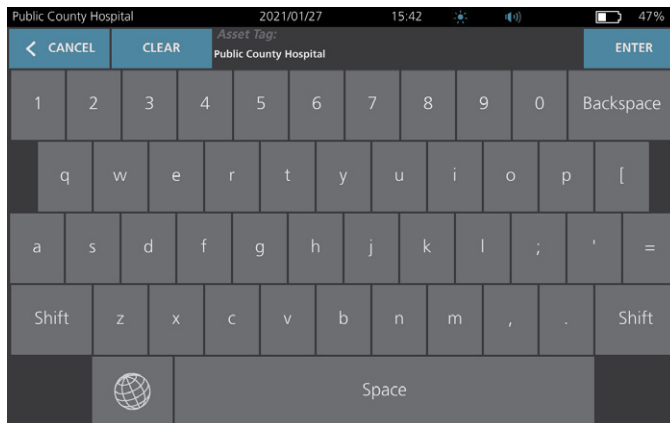 Public County Hospital 2021/01/27 15:42 47%
CANCEL CLEAR Asset Tag: ENTER
Public County Hospital
1 2 3 4 5 6 7 8 9 0 Backspace
q w e r t y u i o p [
a s d f g h j k l ; ' =
Shift z x c v b n m , . Shift
Space